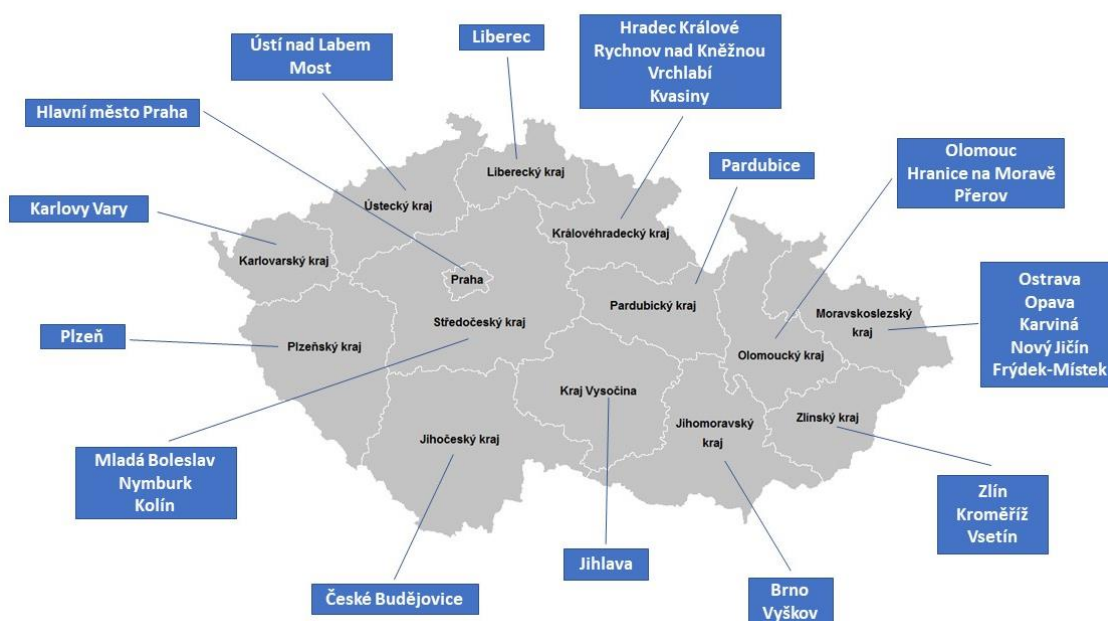 Hradec Králové
Rychnov nad Kněžnou
Vrchlabí
Kvasiny
Liberec
Ústí nad Labem
Most
Hlavní město Praha
Pardubice
Olomouc
Hranice na Moravě
Přerov
Karlovy Vary
Liberecký kraj
Ústecký kraj
Královéhradecký kraj
Karlovarský kraj
Praha
Pardubický kraj
Středočeský kraj
Moravskoslezský
kraj
Ostrava
Opava
Karviná
Nový Jičín
Frýdek-Místek
Plzeň
Plzeňský kraj
Olomoucký kraj
Kraj Vysočina
Jihočeský kraj
Jihomoravský
kraj
Zlínský kraj
Mladá Boleslav
Nymburk
Kolín
Zlín
Kroměříž
Vsetín
Jihlava
České Budějovice
Brno
Vyškov